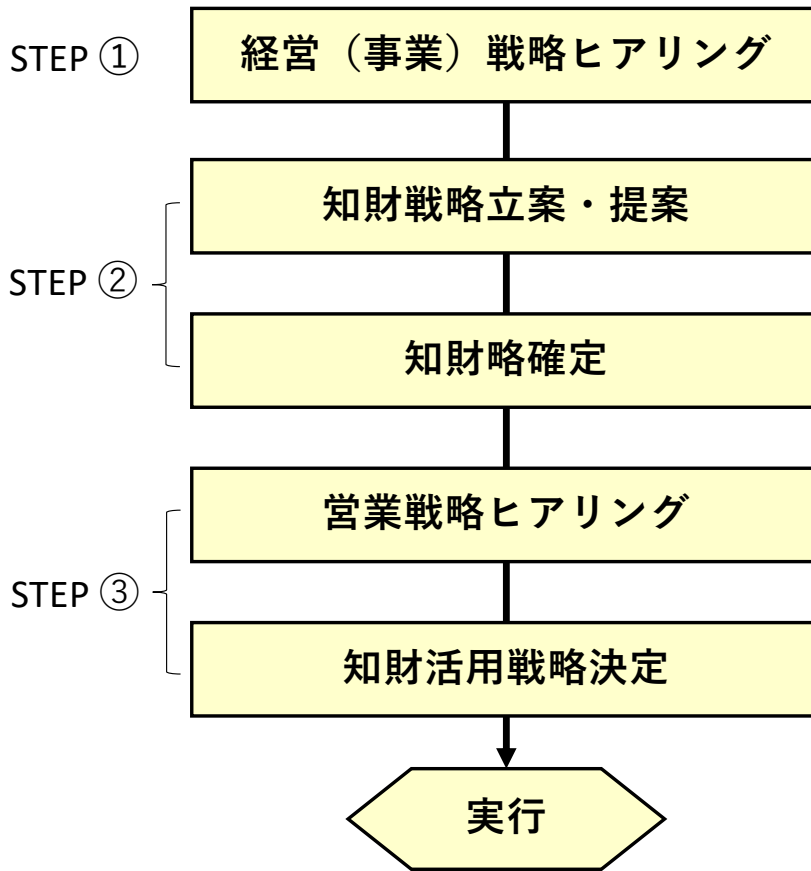 STEP ①
経営（事業）戦略ヒアリング
STEP ②
知財戦略立案・提案
知財略確定
STEP ③
営業戦略ヒアリング
知財活用戦略決定
実行